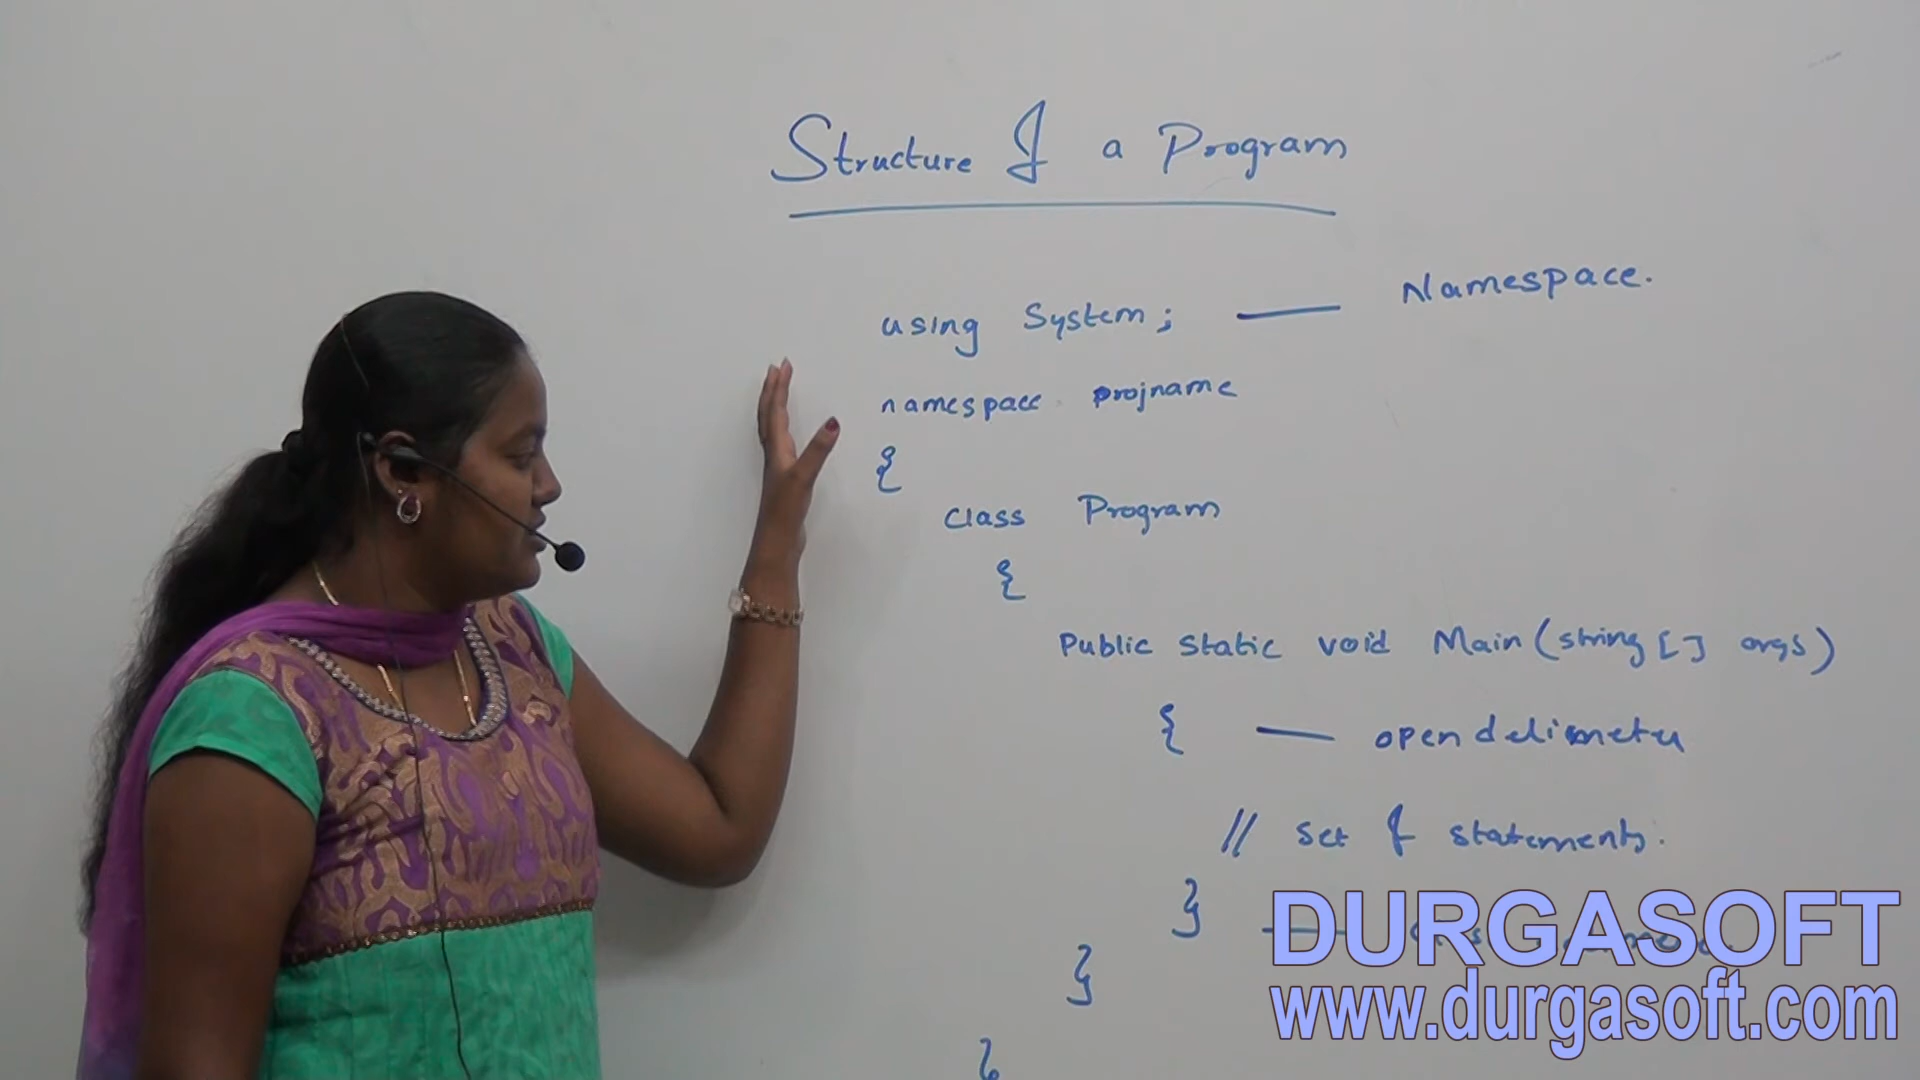 Structure of a Program
using System; — Namespace.
namespace projname
{
class Program
{
Public static void Main(string[] args)
{ — open delimeter
// set of statements.
}
}
}
DURGASOFT
www.durgasoft.com